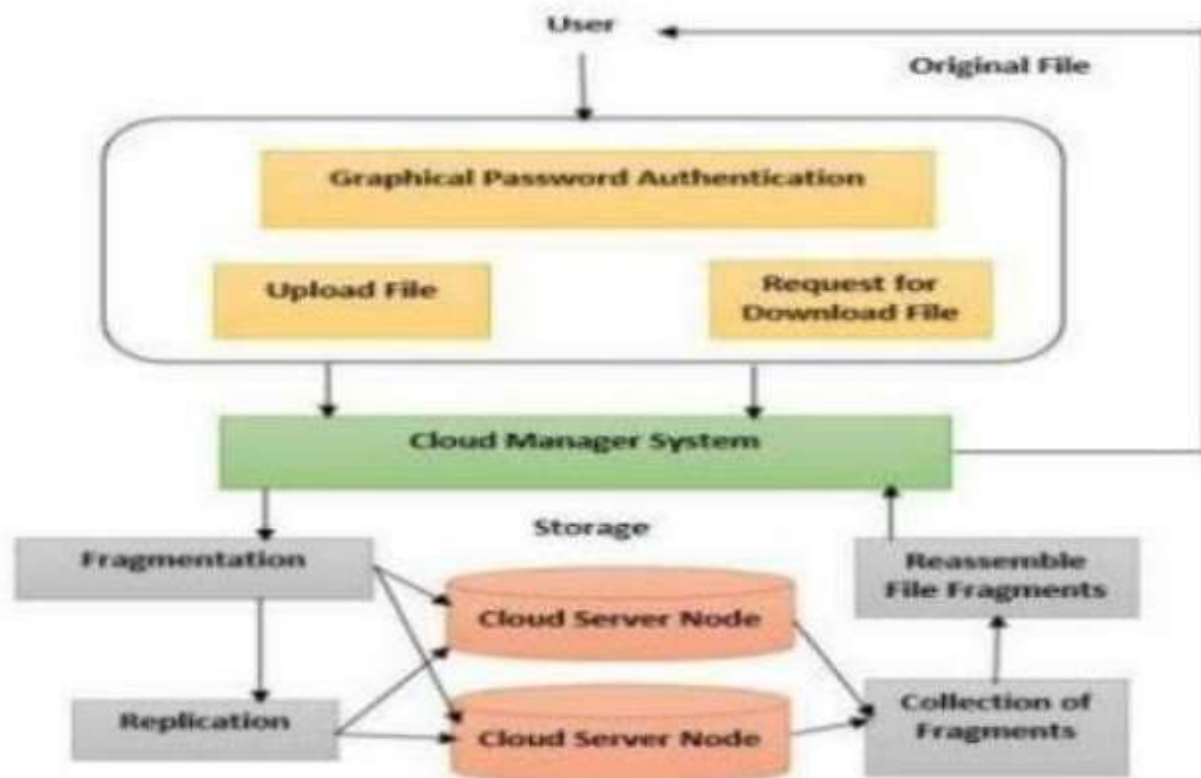 User
Original File
Graphical Password Authentication
Upload File
Request for
Download File
Cloud Manager System
Storage
Fragmentation
Reassemble
File Fragments
Cloud Server Node
Replication
Collection of
Fragments
Cloud Server Node